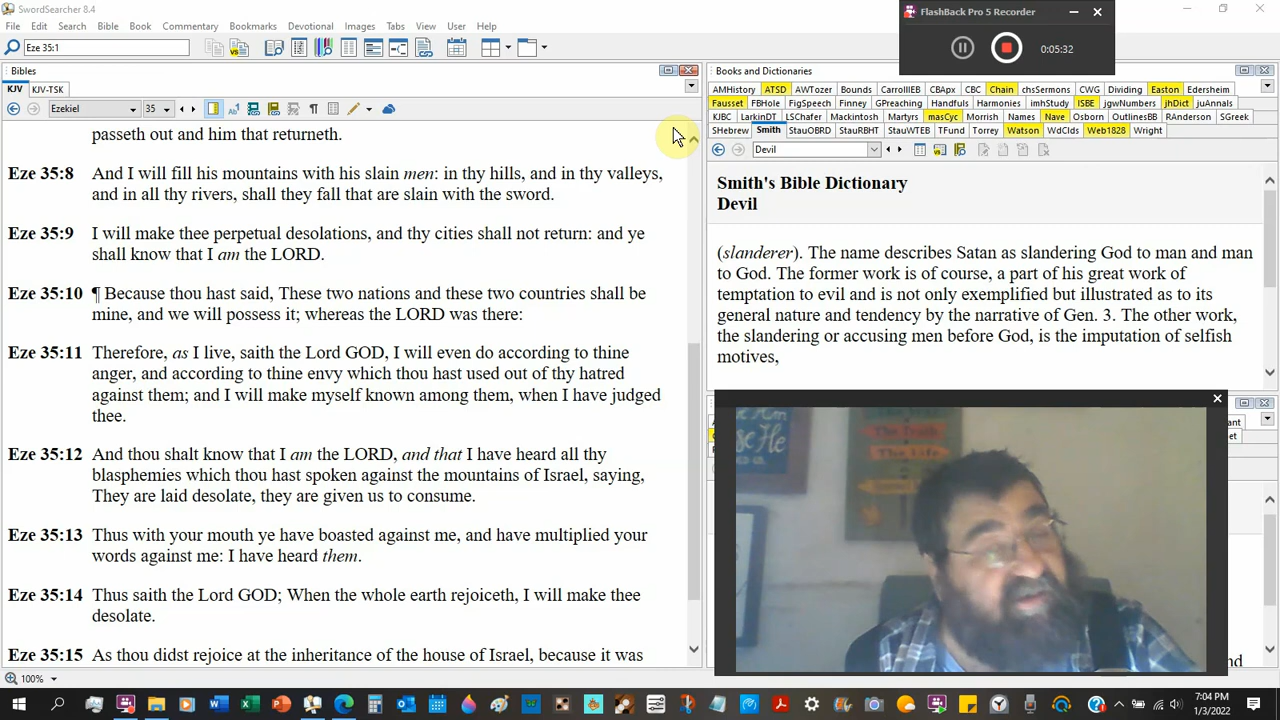 SwordSearcher 8.4
File Edit Search Bible Book Commentary Bookmarks Devotional Images Tabs View User Help
Eze 35:1
Bibles
KJV KJV-TSK
Ezekiel 35
passeth out and him that returneth.
Eze 35:8 And I will fill his mountains with his slain men: in thy hills, and in thy valleys,
and in all thy rivers, shall they fall that are slain with the sword.
Eze 35:9 I will make thee perpetual desolations, and thy cities shall not return: and ye
shall know that I am the LORD.
Eze 35:10 ¶ Because thou hast said, These two nations and these two countries shall be
mine, and we will possess it; whereas the LORD was there:
Eze 35:11 Therefore, as I live, saith the Lord GOD, I will even do according to thine
anger, and according to thine envy which thou hast used out of thy hatred
against them; and I will make myself known among them, when I have judged
thee.
Eze 35:12 And thou shalt know that I am the LORD, and that I have heard all thy
blasphemies which thou hast spoken against the mountains of Israel, saying,
They are laid desolate, they are given us to consume.
Eze 35:13 Thus with your mouth ye have boasted against me, and have multiplied your
words against me: I have heard them.
Eze 35:14 Thus saith the Lord GOD; When the whole earth rejoiceth, I will make thee
desolate.
Eze 35:15 As thou didst rejoice at the inheritance of the house of Israel, because it was
100%
FlashBack Pro 5 Recorder
0:05:32
Books and Dictionaries
AMHistory ATSD AWTozer Bounds CarrollIEB CBApx CBC Chain chsSermons CWG Dividing Easton Edersheim
Fausset FBHole FigSpeech Finney GPreaching Handfuls Harmonies imhStudy ISBE jgwNumbers jhDict juAnnals
KJBC LarkinDT LSChafer Mackintosh Martyrs masCyc Morrish Names Nave Osborn OutlinesBB RAnderson SGreek
SHebrew Smith StauOBRD StauRBHT StauWTEB TFund Torrey Watson WdClds Web1828 Wright
Devil
Smith's Bible Dictionary
Devil
(slanderer). The name describes Satan as slandering God to man and man
to God. The former work is of course, a part of his great work of
temptation to evil and is not only exemplified but illustrated as to its
general nature and tendency by the narrative of Gen. 3. The other work,
the slandering or accusing men before God, is the imputation of selfish
motives,
The Truth
The Life
He
7:04 PM
1/3/2022